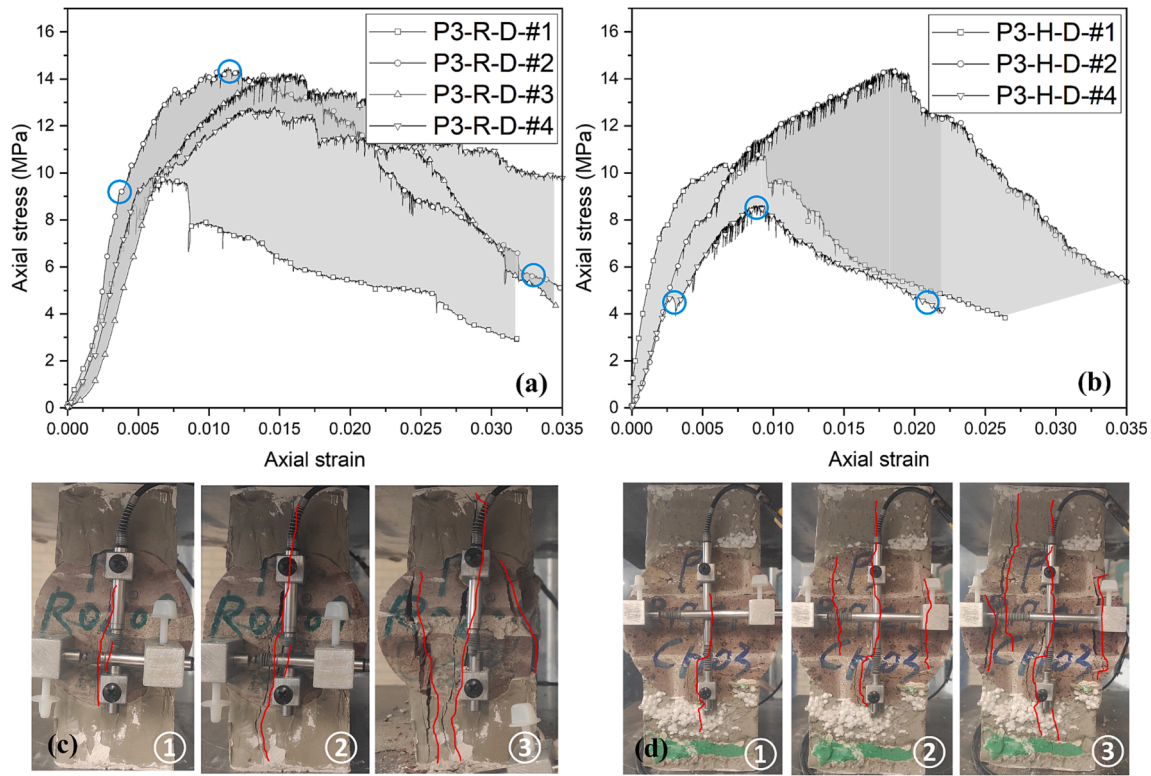 P3-R-D-#1
P3-R-D-#2
P3-R-D-#3
P3-R-D-#4
Axial stress (MPa)
16
14
12
10
8
6
4
2
0
0.000 0.005 0.010 0.015 0.020 0.025 0.030 0.035
Axial strain
(a)
P3-H-D-#1
P3-H-D-#2
P3-H-D-#4
Axial stress (MPa)
16
14
12
10
8
6
4
2
0
0.000 0.005 0.010 0.015 0.020 0.025 0.030 0.035
Axial strain
(b)
(c)
①
②
③
(d)
CH03
①
CH03
②
CH03
③